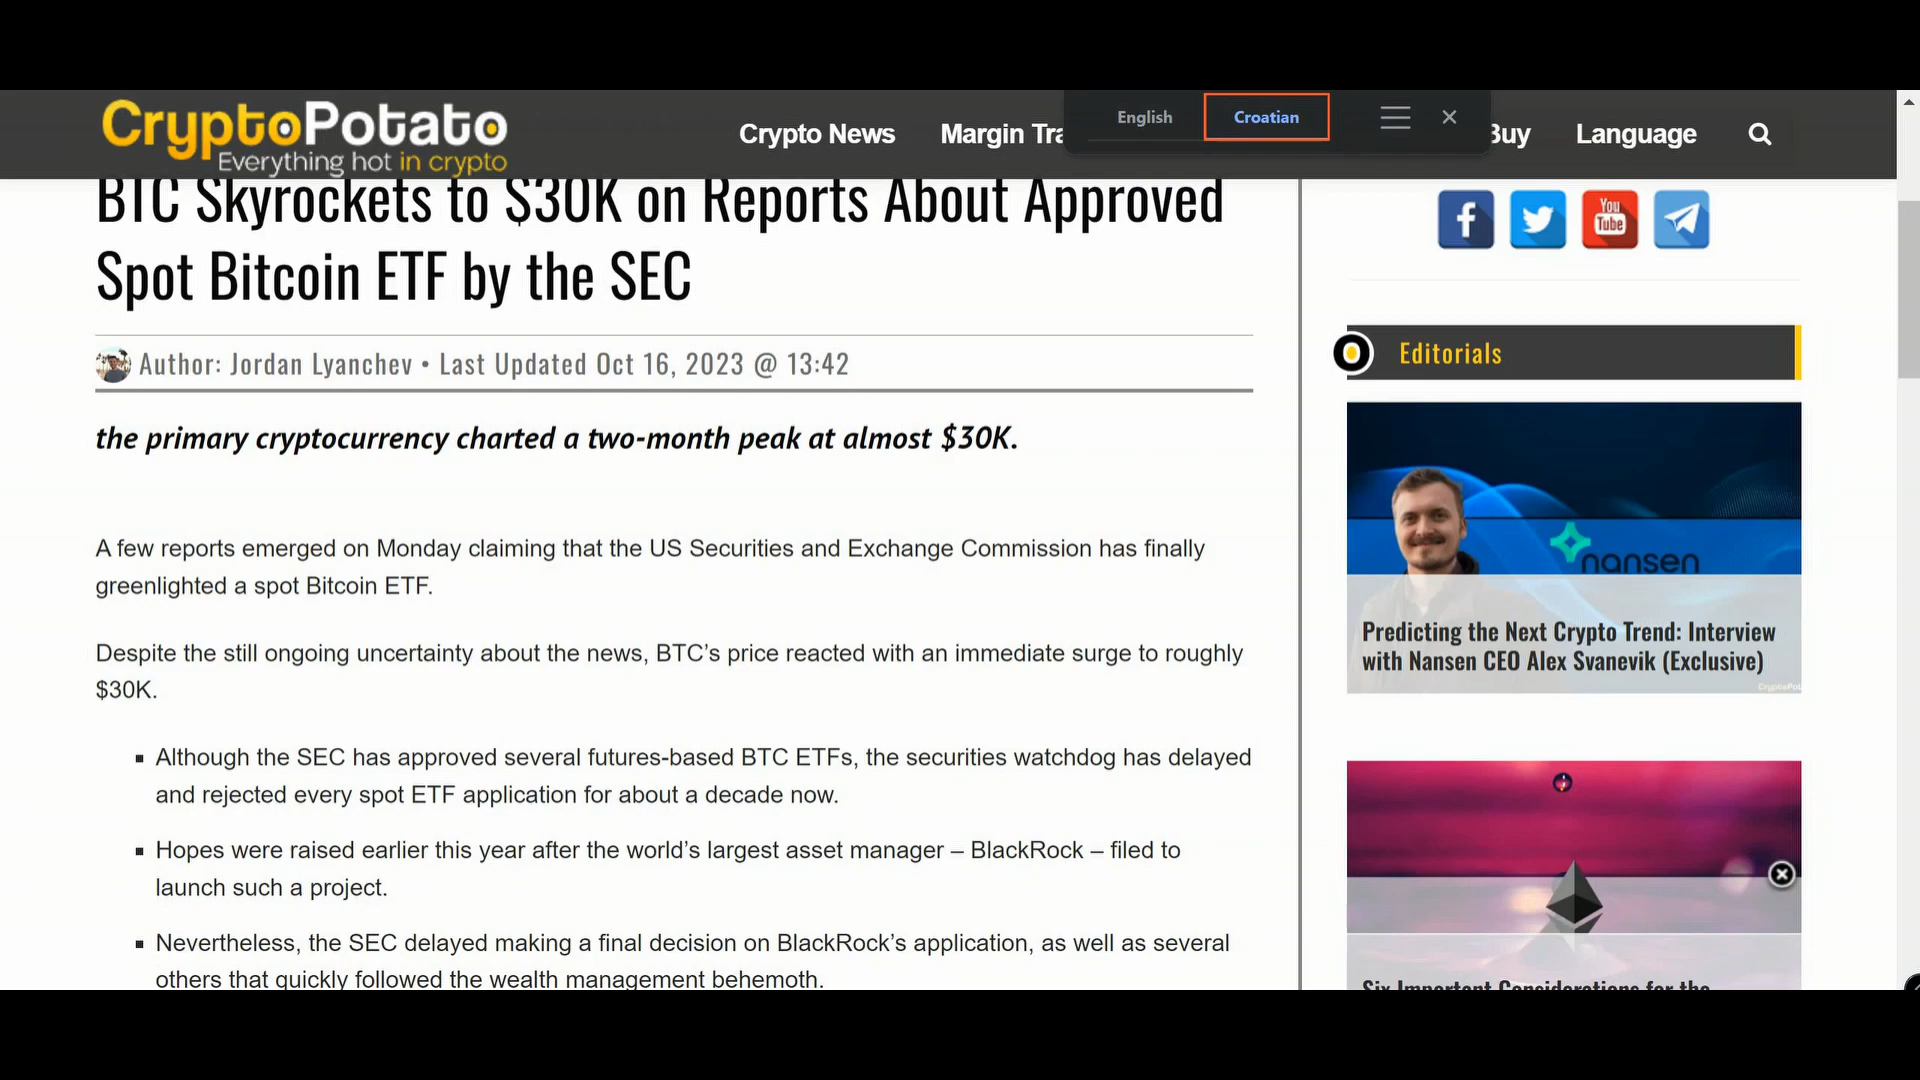 CryptoPotato
Everything hot in crypto
Crypto News
Margin Tra
English
Croatian
Buy
Language
BTC Skyrockets to $30K on Reports About Approved
Spot Bitcoin ETF by the SEC
Author: Jordan Lyanchev • Last Updated Oct 16, 2023 @ 13:42
the primary cryptocurrency charted a two-month peak at almost $30K.
A few reports emerged on Monday claiming that the US Securities and Exchange Commission has finally
greenlighted a spot Bitcoin ETF.
Despite the still ongoing uncertainty about the news, BTC’s price reacted with an immediate surge to roughly
$30K.
▪ Although the SEC has approved several futures-based BTC ETFs, the securities watchdog has delayed
and rejected every spot ETF application for about a decade now.
▪ Hopes were raised earlier this year after the world’s largest asset manager – BlackRock – filed to
launch such a project.
▪ Nevertheless, the SEC delayed making a final decision on BlackRock’s application, as well as several
others that quickly followed the wealth management behemoth.
You
Tube
Editorials
nansen
Predicting the Next Crypto Trend: Interview
with Nansen CEO Alex Svanevik (Exclusive)
CryptoPot
Six Important Considerations for the